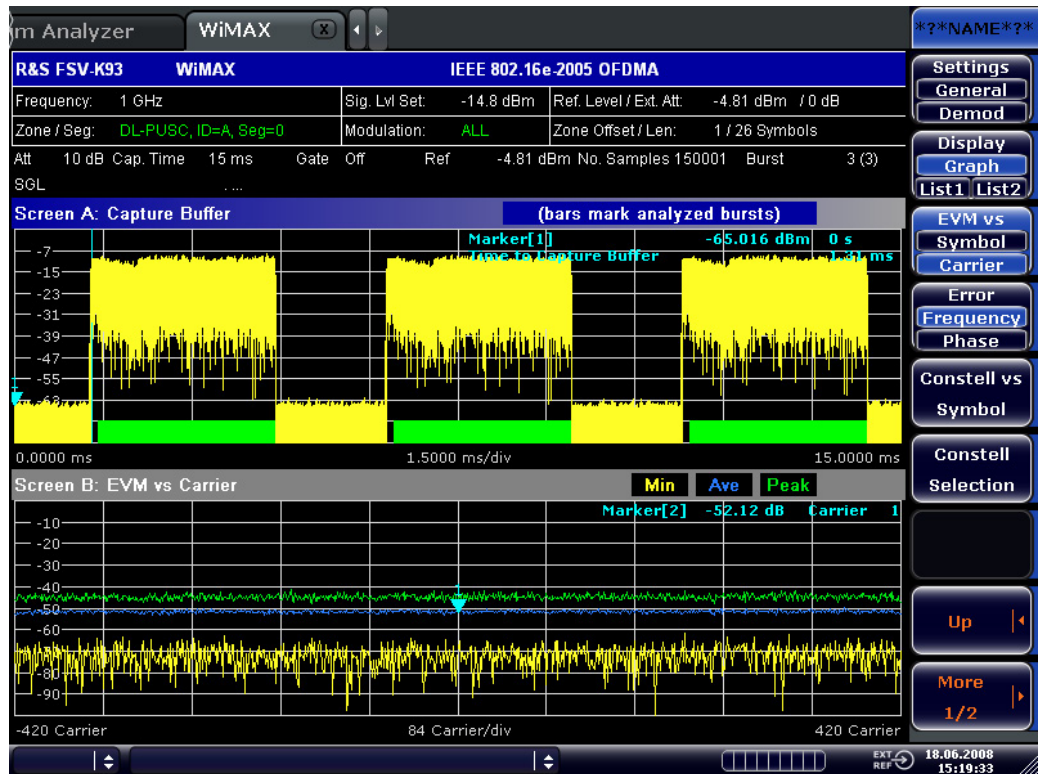 m Analyzer WiMAX X *?*NAME*?*
R&S FSV-K93 WiMAX IEEE 802.16e-2005 OFDMA
Frequency: 1 GHz Sig. Lvl Set: -14.8 dBm Ref. Level / Ext. Att: -4.81 dBm / 0 dB
Zone / Seg: DL-PUSC, ID=A, Seg=0 Modulation: ALL Zone Offset / Len: 1 / 26 Symbols
Att 10 dB Cap. Time 15 ms Gate Off Ref -4.81 dBm No. Samples 150001 Burst 3 (3)
SGL . ...
Screen A: Capture Buffer (bars mark analyzed bursts)
Marker[1] -65.016 dBm 0 s
Time to Capture Buffer 1.31 ms
-7
-15
-23
-31
-39
-47
-55
-63
0.0000 ms 1.5000 ms/div 15.0000 ms
Screen B: EVM vs Carrier Min Ave Peak
Marker[2] -52.12 dB Carrier 1
-10
-20
-30
-40
-50
-60
-80
-90
-420 Carrier 84 Carrier/div 420 Carrier
Settings
General
Demod
Display
Graph
List1 List2
EVM vs
Symbol
Carrier
Error
Frequency
Phase
Constell vs
Symbol
Constell
Selection
Up
More
1/2
EXT REF 18.06.2008
15:19:33